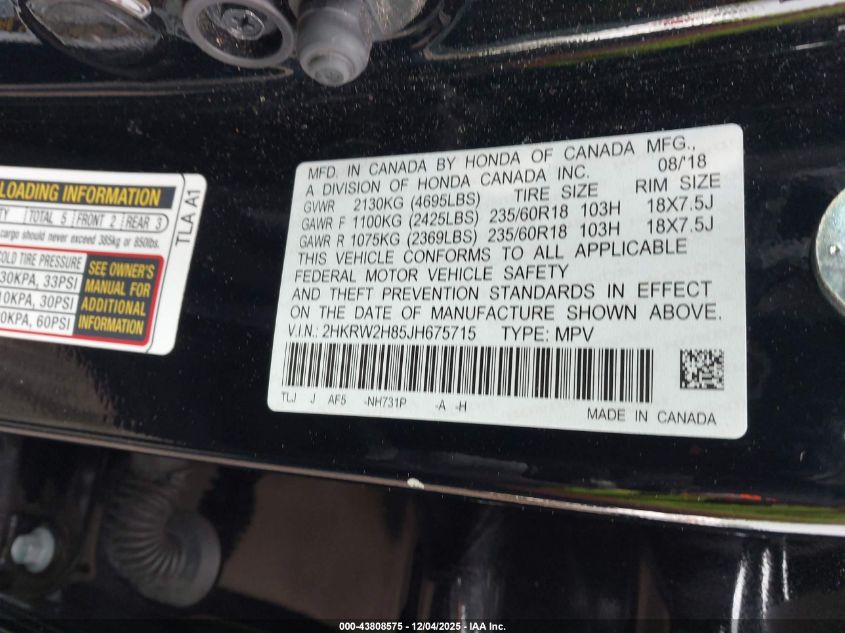 LOADING INFORMATION
TY TOTAL 5 FRONT 2 REAR 3
cargo should never exceed 385kg or 850lbs.
COLD TIRE PRESSURE
30KPA, 33PSI
10KPA, 30PSI
0KPA, 60PSI
SEE OWNER'S
MANUAL FOR
ADDITIONAL
INFORMATION
TLA A1
MFD. IN CANADA BY HONDA OF CANADA MFG.,
A DIVISION OF HONDA CANADA INC. 08/'18
GVWR 2130KG (4695LBS) TIRE SIZE RIM SIZE
GAWR F 1100KG (2425LBS) 235/60R18 103H 18X7.5J
GAWR R 1075KG (2369LBS) 235/60R18 103H 18X7.5J
THIS VEHICLE CONFORMS TO ALL APPLICABLE
FEDERAL MOTOR VEHICLE SAFETY
AND THEFT PREVENTION STANDARDS IN EFFECT
ON THE DATE OF MANUFACTURE SHOWN ABOVE.
V.I.N.: 2HKRW2H85JH675715 TYPE: MPV
TLJ J AF5 -NH731P -A -H
MADE IN CANADA
000-43808575 - 12/04/2025 - IAA Inc.